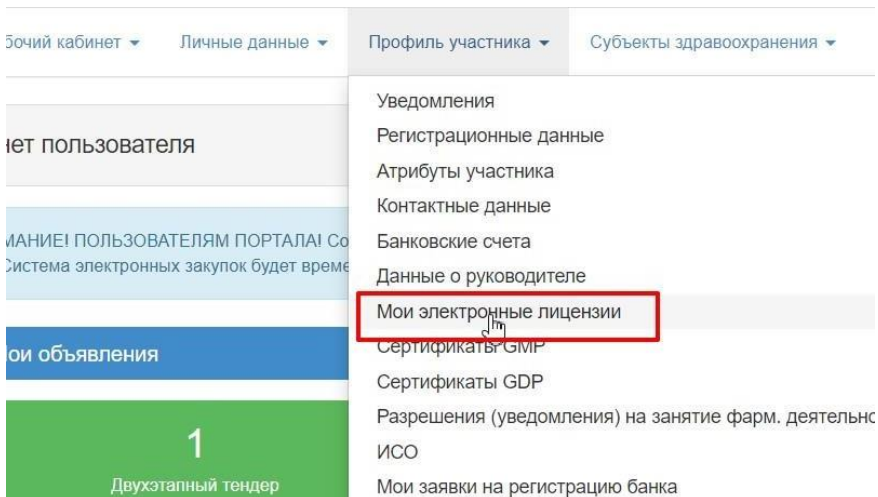 бочий кабинет
Личные данные
Профиль участника
Субъекты здравоохранения
нет пользователя
МАНИЕ! ПОЛЬЗОВАТЕЛЯМ ПОРТАЛА! Со
Система электронных закупок будет време
ои объявления
1
Двухэтапный тендер
Уведомления
Регистрационные данные
Атрибуты участника
Контактные данные
Банковские счета
Данные о руководителе
Мои электронные лицензии
Сертификаты GMP
Сертификаты GDP
Разрешения (уведомления) на занятие фарм. деятельно
ИСО
Мои заявки на регистрацию банка